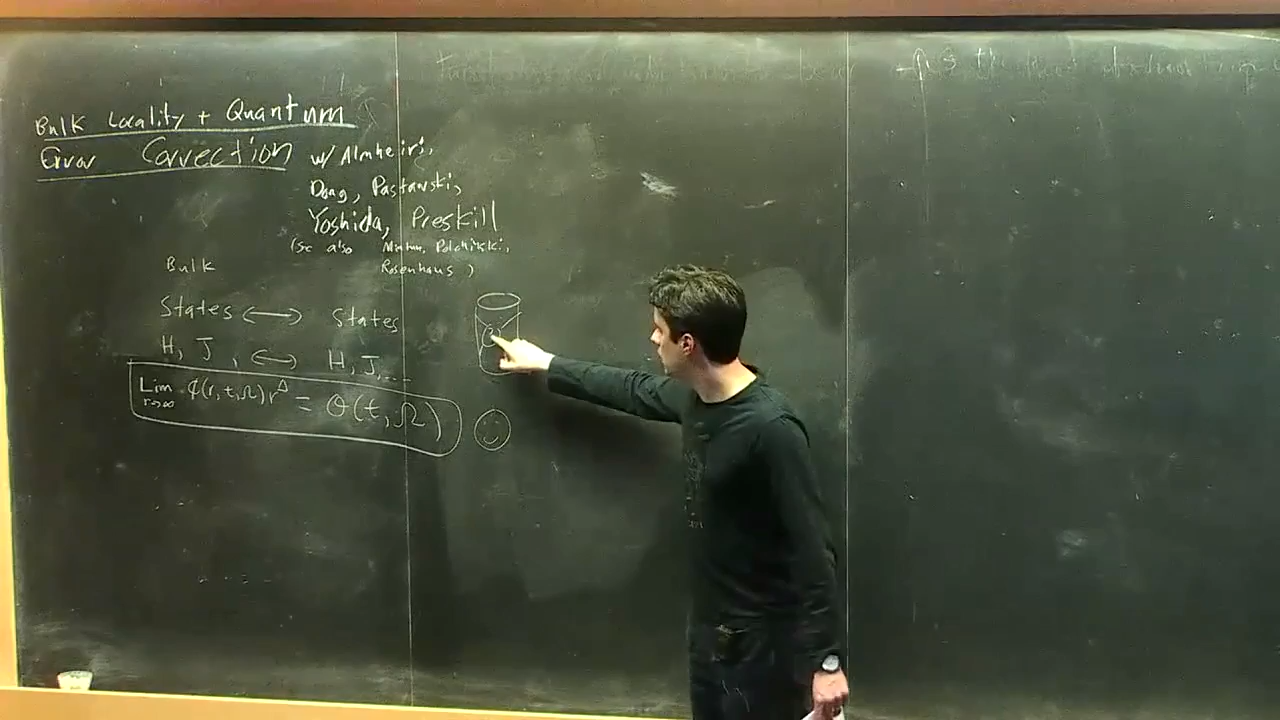 Bulk Locality + Quantum
Error Correction w/ Almheiri,
Dong, Pastawski,
Yoshida, Preskill
(See also Mintun, Polchinski,
Rosenhaus)
Bulk
States ⟷ States
H, J, ⟷ H, J, ...
Lim r→∞ φ(r,t,Ω) r^Δ = O(t,Ω)